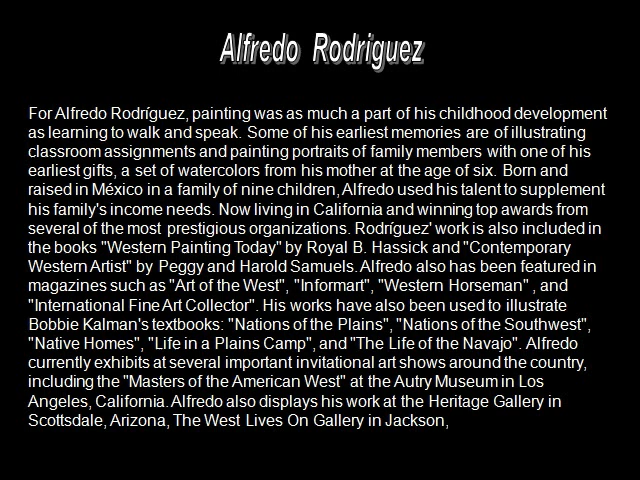 Alfredo Rodriguez
For Alfredo Rodríguez, painting was as much a part of his childhood development
as learning to walk and speak. Some of his earliest memories are of illustrating
classroom assignments and painting portraits of family members with one of his
earliest gifts, a set of watercolors from his mother at the age of six. Born and
raised in México in a family of nine children, Alfredo used his talent to supplement
his family's income needs. Now living in California and winning top awards from
several of the most prestigious organizations. Rodríguez' work is also included in
the books "Western Painting Today" by Royal B. Hassick and "Contemporary
Western Artist" by Peggy and Harold Samuels. Alfredo also has been featured in
magazines such as "Art of the West", "Informart", "Western Horseman" , and
"International Fine Art Collector". His works have also been used to illustrate
Bobbie Kalman's textbooks: "Nations of the Plains", "Nations of the Southwest",
"Native Homes", "Life in a Plains Camp", and "The Life of the Navajo". Alfredo
currently exhibits at several important invitational art shows around the country,
including the "Masters of the American West" at the Autry Museum in Los
Angeles, California. Alfredo also displays his work at the Heritage Gallery in
Scottsdale, Arizona, The West Lives On Gallery in Jackson,